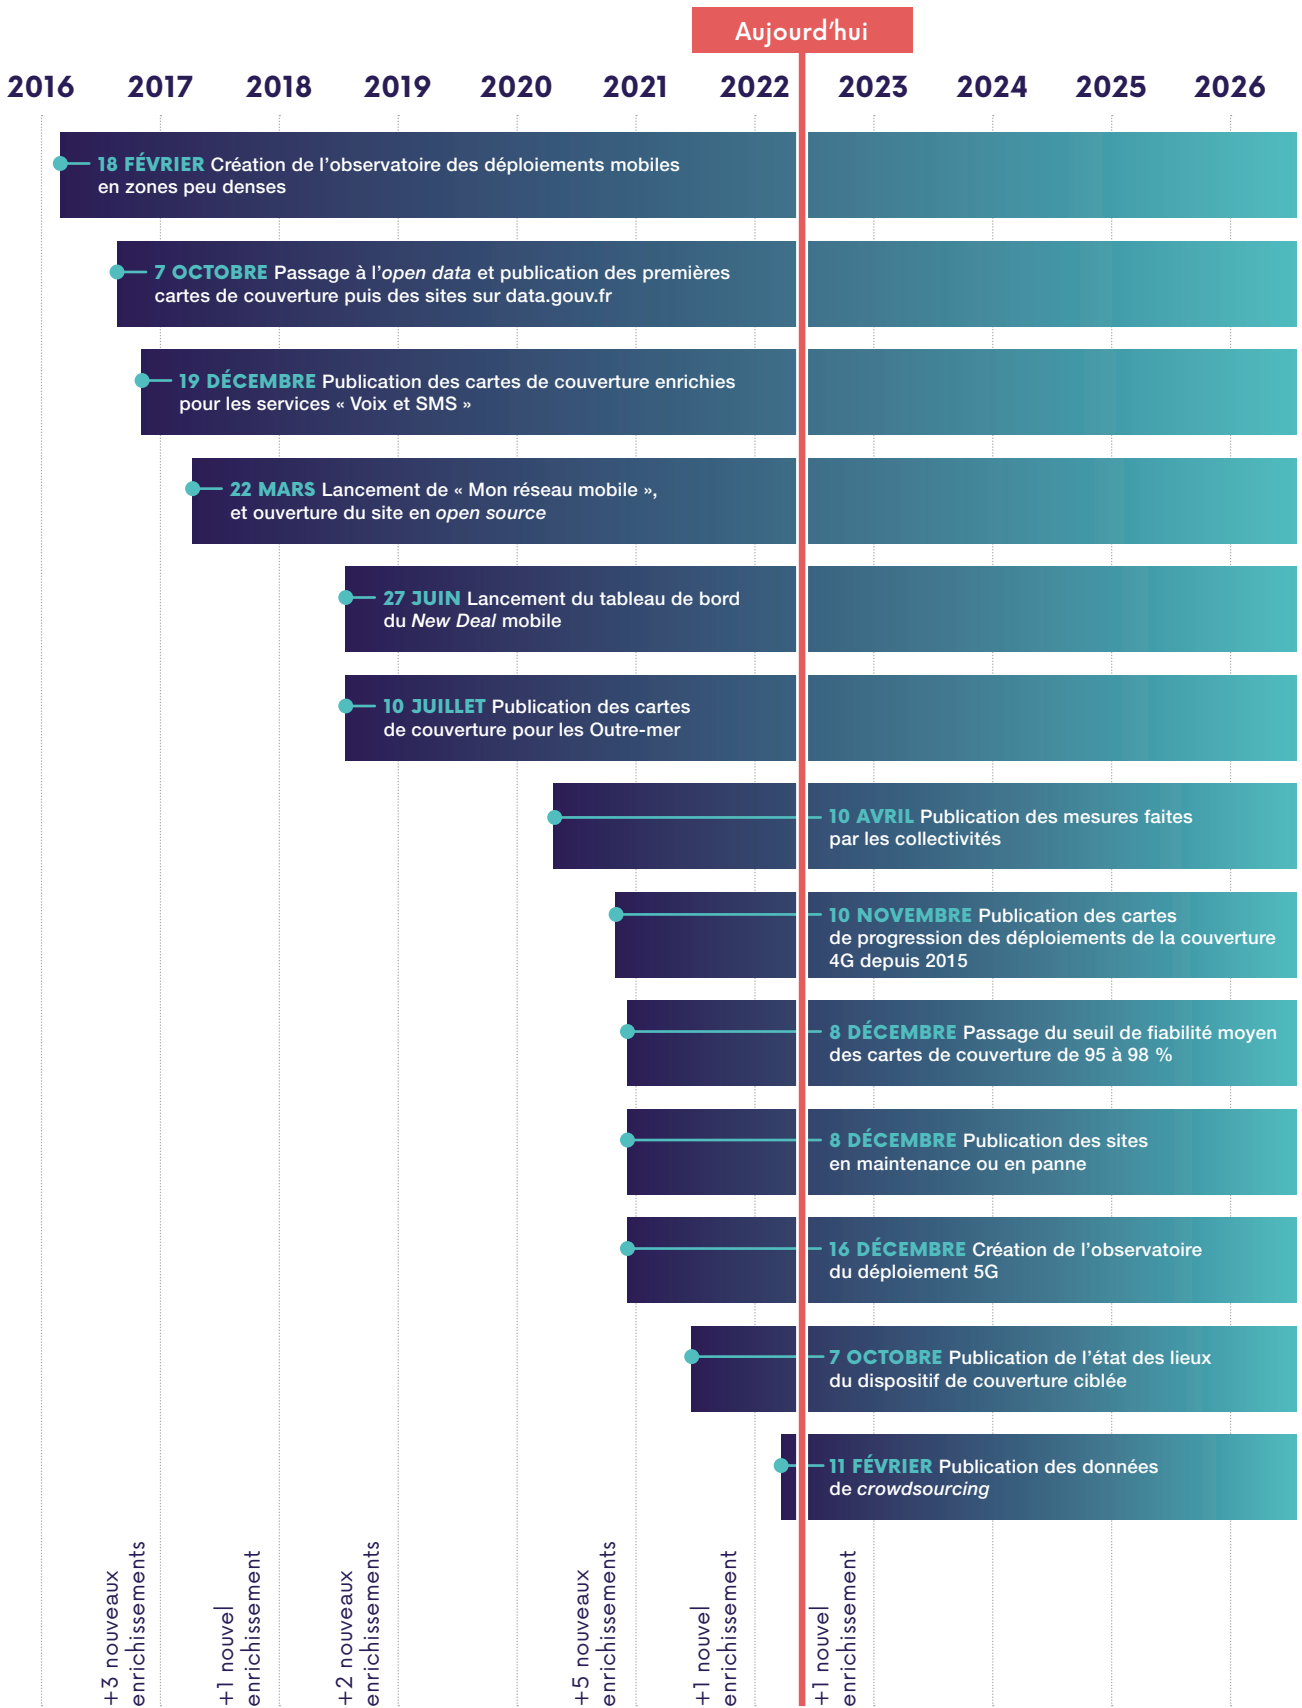 Aujourd'hui
2016 2017 2018 2019 2020 2021 2022 2023 2024 2025 2026
18 FÉVRIER Création de l'observatoire des déploiements mobiles
en zones peu denses
7 OCTOBRE Passage à l'open data et publication des premières
cartes de couverture puis des sites sur data.gouv.fr
19 DÉCEMBRE Publication des cartes de couverture enrichies
pour les services « Voix et SMS »
22 MARS Lancement de « Mon réseau mobile »,
et ouverture du site en open source
27 JUIN Lancement du tableau de bord
du New Deal mobile
10 JUILLET Publication des cartes
de couverture pour les Outre-mer
10 AVRIL Publication des mesures faites
par les collectivités
10 NOVEMBRE Publication des cartes
de progression des déploiements de la couverture
4G depuis 2015
8 DÉCEMBRE Passage du seuil de fiabilité moyen
des cartes de couverture de 95 à 98 %
8 DÉCEMBRE Publication des sites
en maintenance ou en panne
16 DÉCEMBRE Création de l'observatoire
du déploiement 5G
7 OCTOBRE Publication de l'état des lieux
du dispositif de couverture ciblée
11 FÉVRIER Publication des données
de crowdsourcing
+3 nouveaux
enrichissements
+1 nouvel
enrichissement
+2 nouveaux
enrichissements
+5 nouveaux
enrichissements
+1 nouvel
enrichissement
+1 nouvel
enrichissement